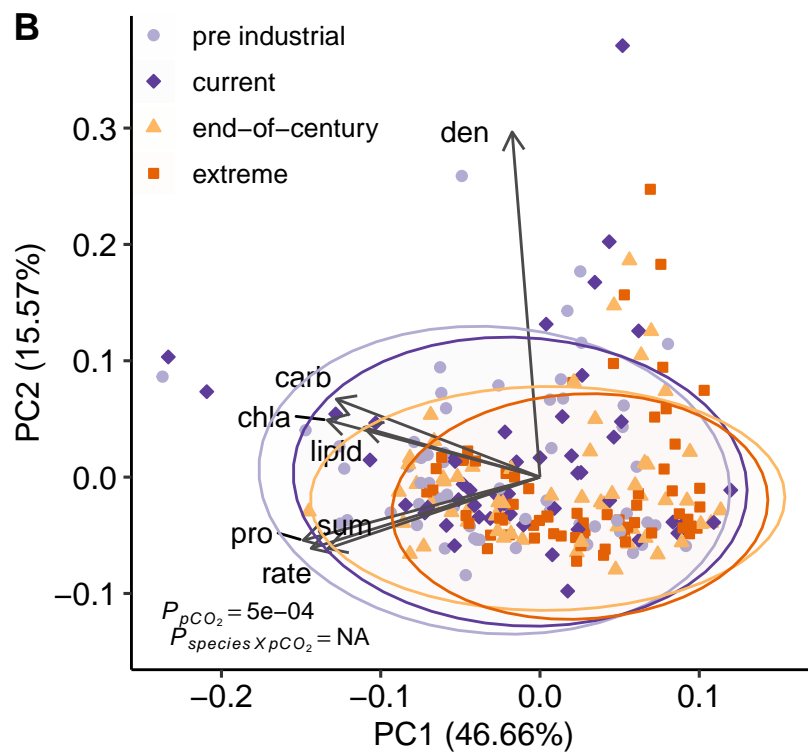 B
pre industrial
current
end−of−century
extreme
den
carb
chla
lipid
sum
pro
rate
P pCO₂ = 5e−04
P species X pCO₂ = NA
PC2 (15.57%)
0.3
0.2
0.1
0.0
−0.1
−0.2 −0.1 0.0 0.1
PC1 (46.66%)